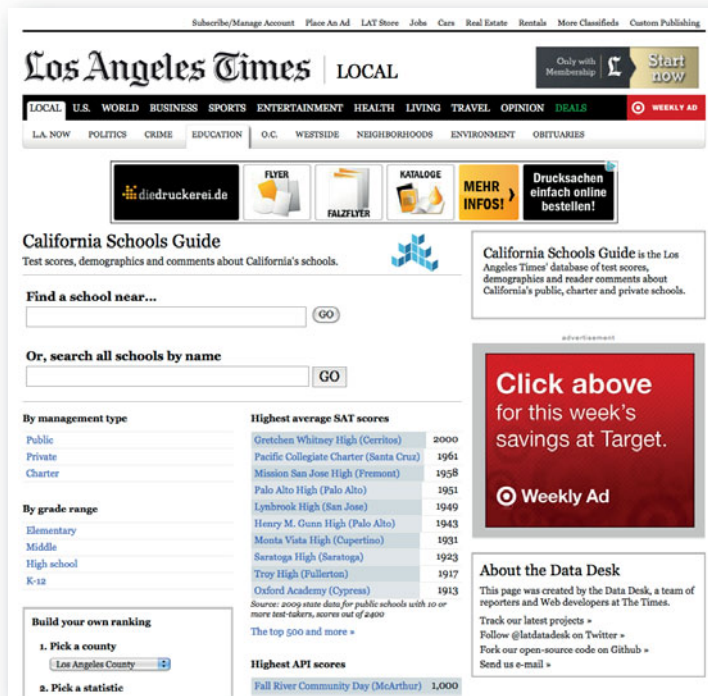 Subscribe/Manage Account Place An Ad LAT Store Jobs Cars Real Estate Rentals More Classifieds Custom Publishing
Los Angeles Times | LOCAL
Only with
Membership
L
Start
now
LOCAL U.S. WORLD BUSINESS SPORTS ENTERTAINMENT HEALTH LIVING TRAVEL OPINION DEALS
WEEKLY AD
L.A. NOW POLITICS CRIME EDUCATION O.C. WESTSIDE NEIGHBORHOODS ENVIRONMENT OBITUARIES
diedruckerei.de
FLYER
FALZFLYER
KATALOGE
MEHR
INFOS!
Drucksachen
einfach online
bestellen!
California Schools Guide
Test scores, demographics and comments about California's schools.
Find a school near...
GO
Or, search all schools by name
GO
By management type
Public
Private
Charter
By grade range
Elementary
Middle
High school
K-12
Build your own ranking
1. Pick a county
Los Angeles County
2. Pick a statistic
Highest average SAT scores
Gretchen Whitney High (Cerritos) 2000
Pacific Collegiate Charter (Santa Cruz) 1961
Mission San Jose High (Fremont) 1958
Palo Alto High (Palo Alto) 1951
Lynbrook High (San Jose) 1949
Henry M. Gunn High (Palo Alto) 1943
Monta Vista High (Cupertino) 1931
Saratoga High (Saratoga) 1923
Troy High (Fullerton) 1917
Oxford Academy (Cypress) 1913
Source: 2009 state data for public schools with 10 or
more test-takers, scores out of 2400
The top 500 and more »
Highest API scores
Fall River Community Day (McArthur) 1,000
California Schools Guide is the Los
Angeles Times' database of test scores,
demographics and reader comments about
California's public, charter and private schools.
advertisement
Click above
for this week's
savings at Target.
Weekly Ad
About the Data Desk
This page was created by the Data Desk, a team of
reporters and Web developers at The Times.
Track our latest projects »
Follow @latdatadesk on Twitter »
Fork our open-source code on Github »
Send us e-mail »